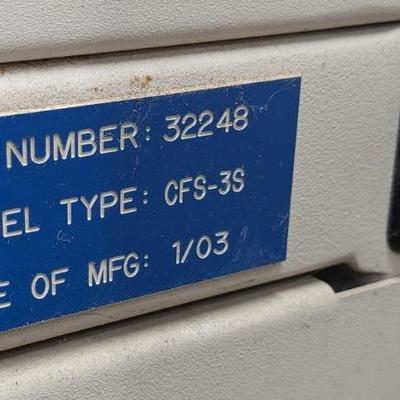 NUMBER: 32248
EL TYPE: CFS-3S
E OF MFG: 1/03